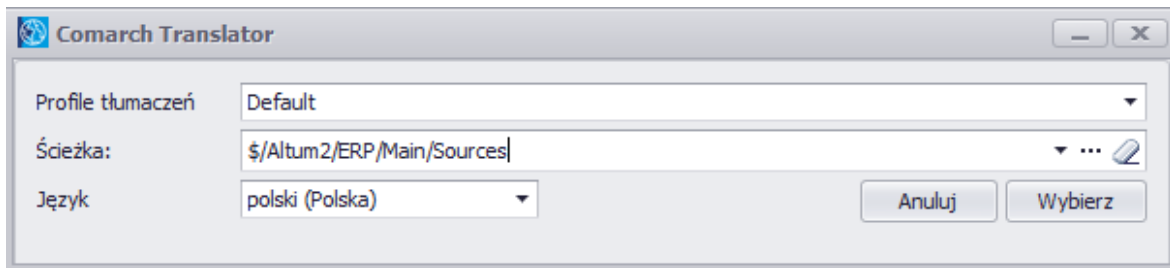 Comarch Translator
Profile tłumaczeń Default
Ścieżka: $/Altum2/ERP/Main/Sources ...
Język polski (Polska) Anuluj Wybierz